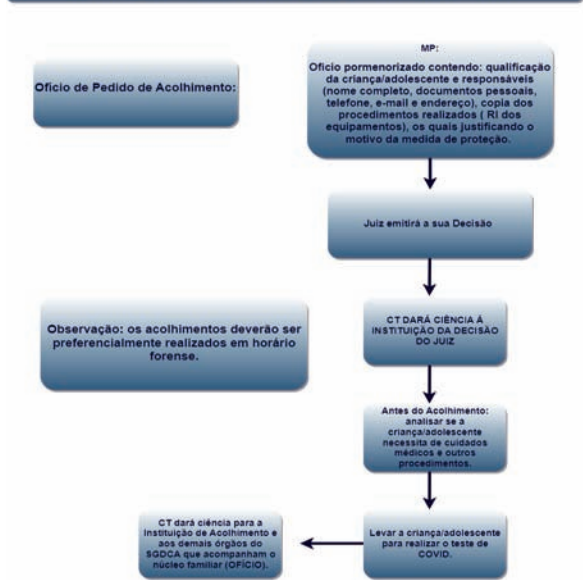 Ofício de Pedido de Acolhimento:
MP:
Ofício pormenorizado contendo: qualificação
da criança/adolescente e responsáveis
(nome completo, documentos pessoais,
telefone, e-mail e endereço), copia dos
procedimentos realizados ( RI dos
equipamentos), os quais justificando o
motivo da medida de proteção.
Juiz emitirá a sua Decisão
Observação: os acolhimentos deverão ser
preferencialmente realizados em horário
forense.
CT DARÁ CIÊNCIA Á
INSTITUIÇÃO DA DECISÃO
DO JUIZ
Antes do Acolhimento:
analisar se a
criança/adolescente
necessita de cuidados
médicos e outros
procedimentos.
Levar a criança/adolescente
para realizar o teste de
COVID.
CT dará ciência para a
Instituição de Acolhimento e
aos demais órgãos do
SGDCA que acompanham o
núcleo familiar (OFÍCIO).